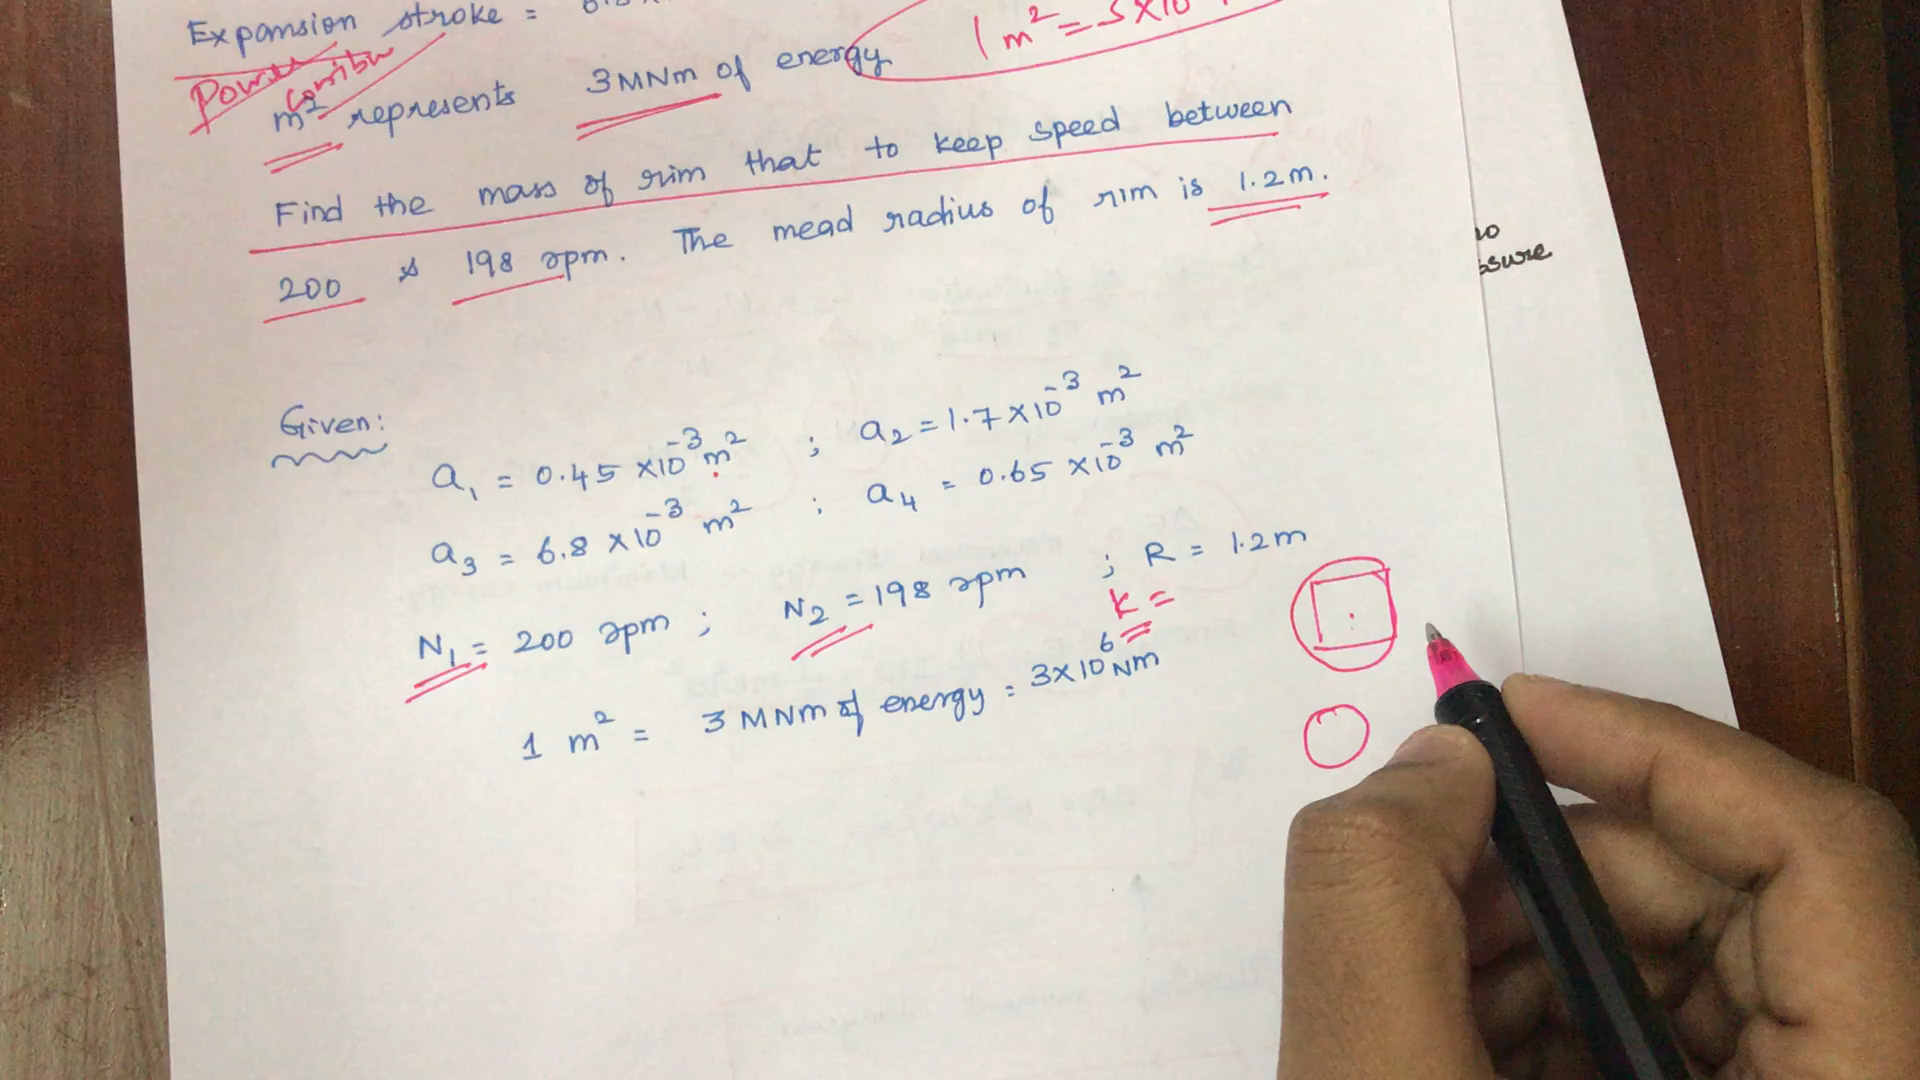 Expansion stroke =
1 m² =
Power
m² represents 3 MNm of energy
Find the mass of rim that to keep speed between
200 & 198 rpm. The mead radius of rim is 1.2m.
Given:
a₁ = 0.45 ×10⁻³ m² ; a₂ = 1.7 ×10⁻³ m²
a₃ = 6.8 ×10⁻³ m² ; a₄ = 0.65 ×10⁻³ m²
N₁ = 200 rpm ; N₂ = 198 rpm ; R = 1.2m
K =
1 m² = 3 MNm of energy = 3×10⁶ Nm